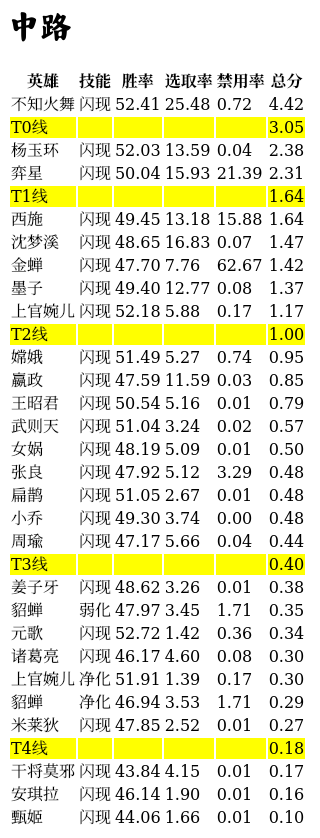 中路
英雄 技能 胜率 选取率 禁用率 总分
不知火舞 闪现 52.41 25.48 0.72 4.42
T0线 3.05
杨玉环 闪现 52.03 13.59 0.04 2.38
弈星 闪现 50.04 15.93 21.39 2.31
T1线 1.64
西施 闪现 49.45 13.18 15.88 1.64
沈梦溪 闪现 48.65 16.83 0.07 1.47
金蝉 闪现 47.70 7.76 62.67 1.42
墨子 闪现 49.40 12.77 0.08 1.37
上官婉儿 闪现 52.18 5.88 0.17 1.17
T2线 1.00
嫦娥 闪现 51.49 5.27 0.74 0.95
嬴政 闪现 47.59 11.59 0.03 0.85
王昭君 闪现 50.54 5.16 0.01 0.79
武则天 闪现 51.04 3.24 0.02 0.57
女娲 闪现 48.19 5.09 0.01 0.50
张良 闪现 47.92 5.12 3.29 0.48
扁鹊 闪现 51.05 2.67 0.01 0.48
小乔 闪现 49.30 3.74 0.00 0.48
周瑜 闪现 47.17 5.66 0.04 0.44
T3线 0.40
姜子牙 闪现 48.62 3.26 0.01 0.38
貂蝉 弱化 47.97 3.45 1.71 0.35
元歌 闪现 52.72 1.42 0.36 0.34
诸葛亮 闪现 46.17 4.60 0.08 0.30
上官婉儿 净化 51.91 1.39 0.17 0.30
貂蝉 净化 46.94 3.53 1.71 0.29
米莱狄 闪现 47.85 2.52 0.01 0.27
T4线 0.18
干将莫邪 闪现 43.84 4.15 0.01 0.17
安琪拉 闪现 46.14 1.90 0.01 0.16
甄姬 闪现 44.06 1.66 0.01 0.10